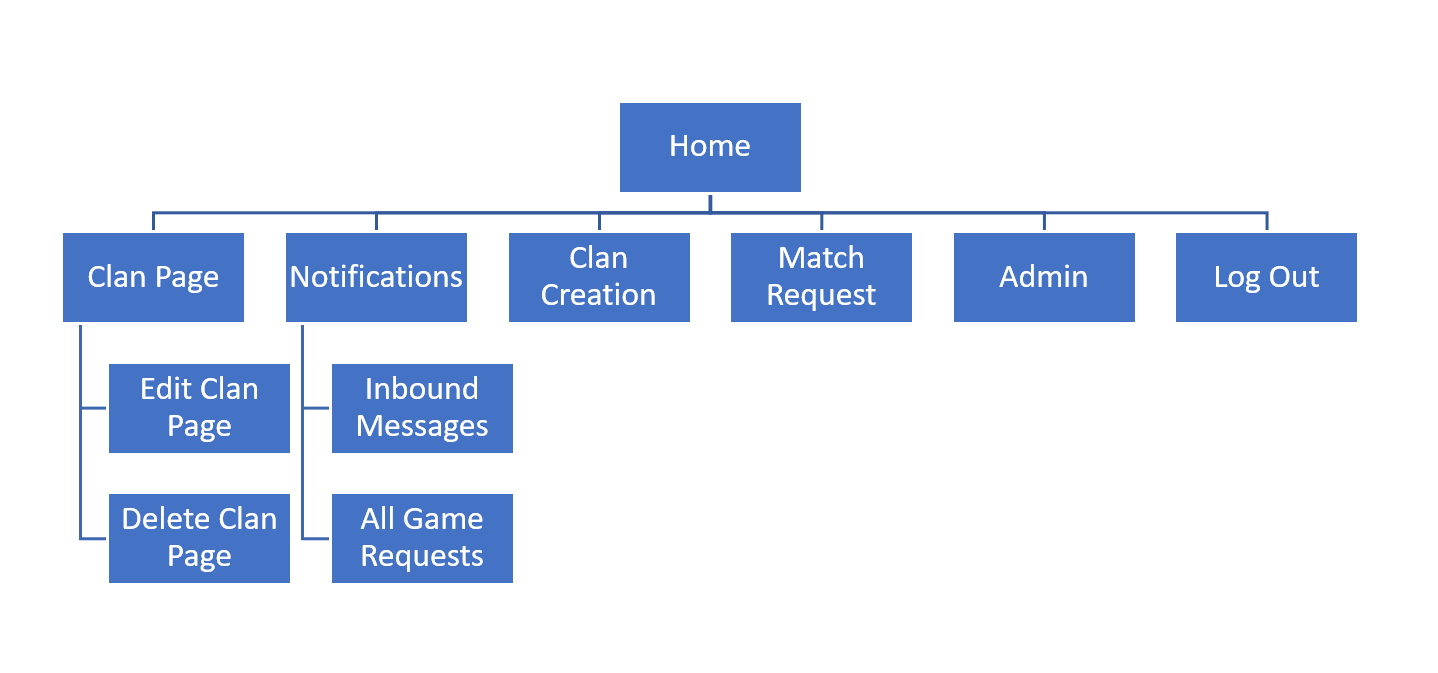 Home
Clan Page
Notifications
Clan
Creation
Match
Request
Admin
Log Out
Edit Clan
Page
Inbound
Messages
Delete Clan
Page
All Game
Requests